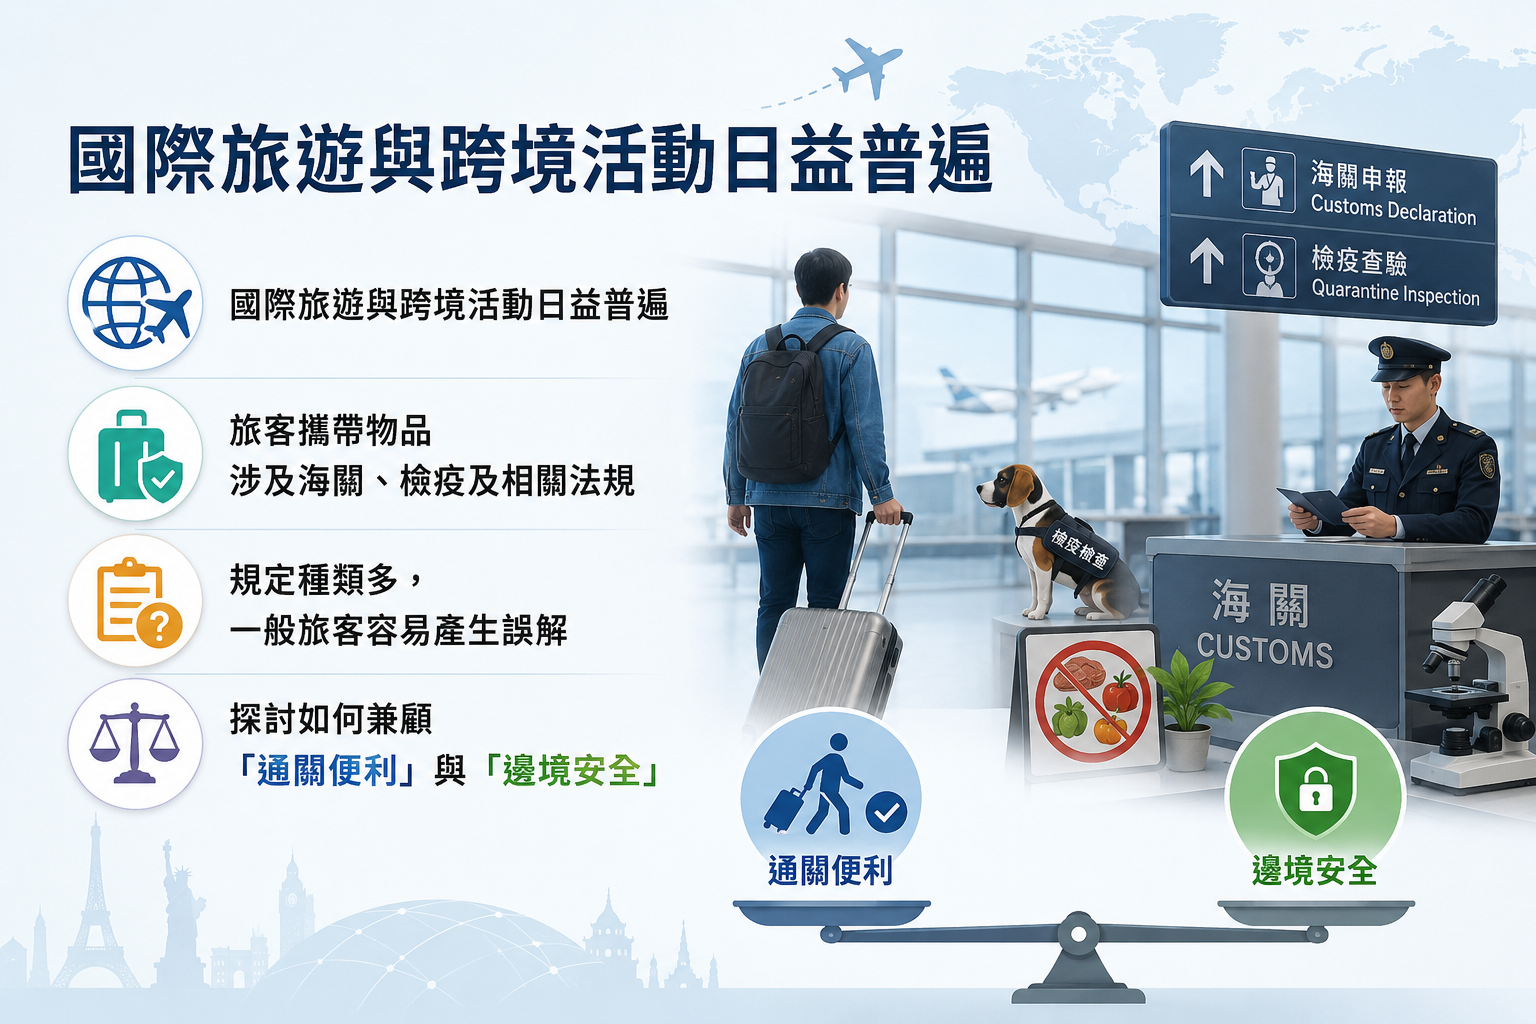 國際旅遊與跨境活動日益普遍
國際旅遊與跨境活動日益普遍
旅客攜帶物品
涉及海關、檢疫及相關法規
規定種類多，
一般旅客容易產生誤解
探討如何兼顧
「通關便利」與「邊境安全」
海關申報
Customs Declaration
檢疫查驗
Quarantine Inspection
檢疫檢查
海關
CUSTOMS
?
通關便利
邊境安全